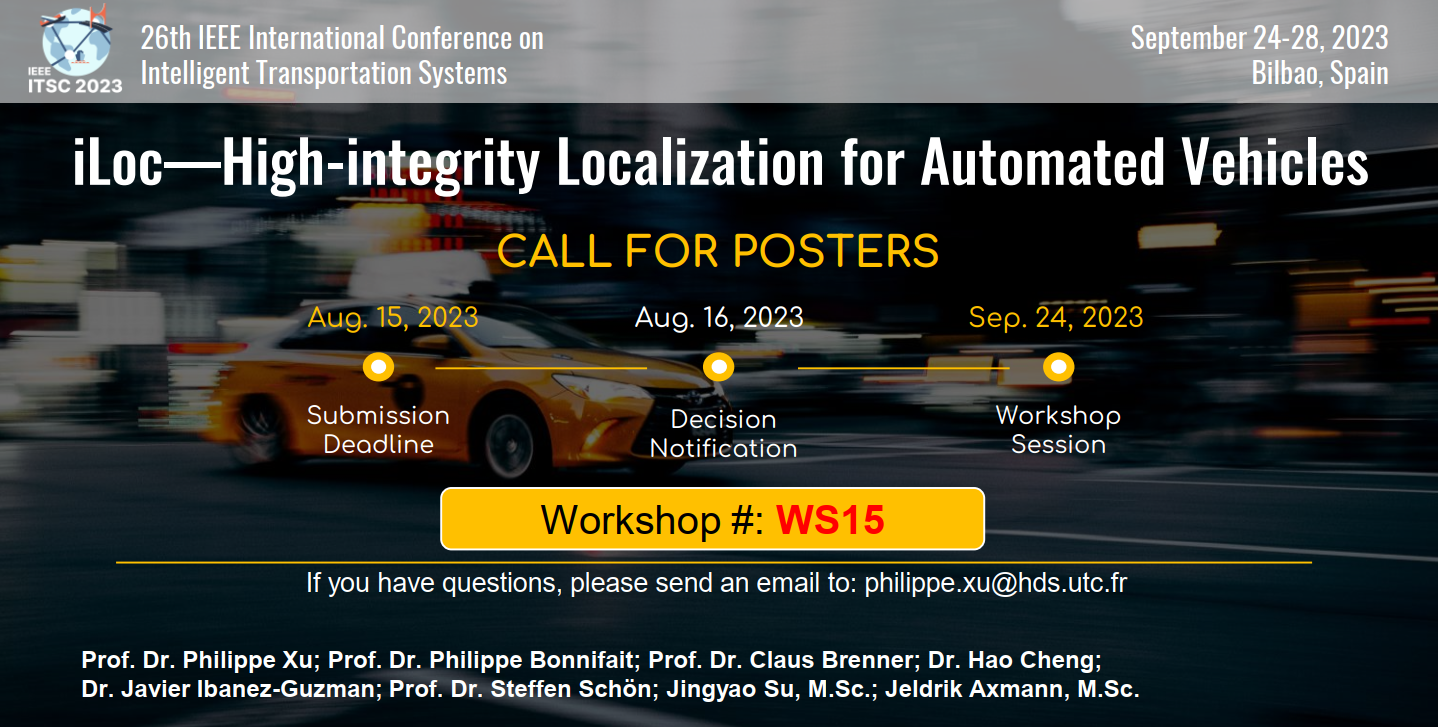 IEEE
ITSC 2023
26th IEEE International Conference on
Intelligent Transportation Systems
September 24-28, 2023
Bilbao, Spain
iLoc—High-integrity Localization for Automated Vehicles
CALL FOR POSTERS
Aug. 15, 2023
Submission
Deadline
Aug. 16, 2023
Decision
Notification
Sep. 24, 2023
Workshop
Session
Workshop #: WS15
If you have questions, please send an email to: philippe.xu@hds.utc.fr
Prof. Dr. Philippe Xu; Prof. Dr. Philippe Bonnifait; Prof. Dr. Claus Brenner; Dr. Hao Cheng;
Dr. Javier Ibanez-Guzman; Prof. Dr. Steffen Schön; Jingyao Su, M.Sc.; Jeldrik Axmann, M.Sc.